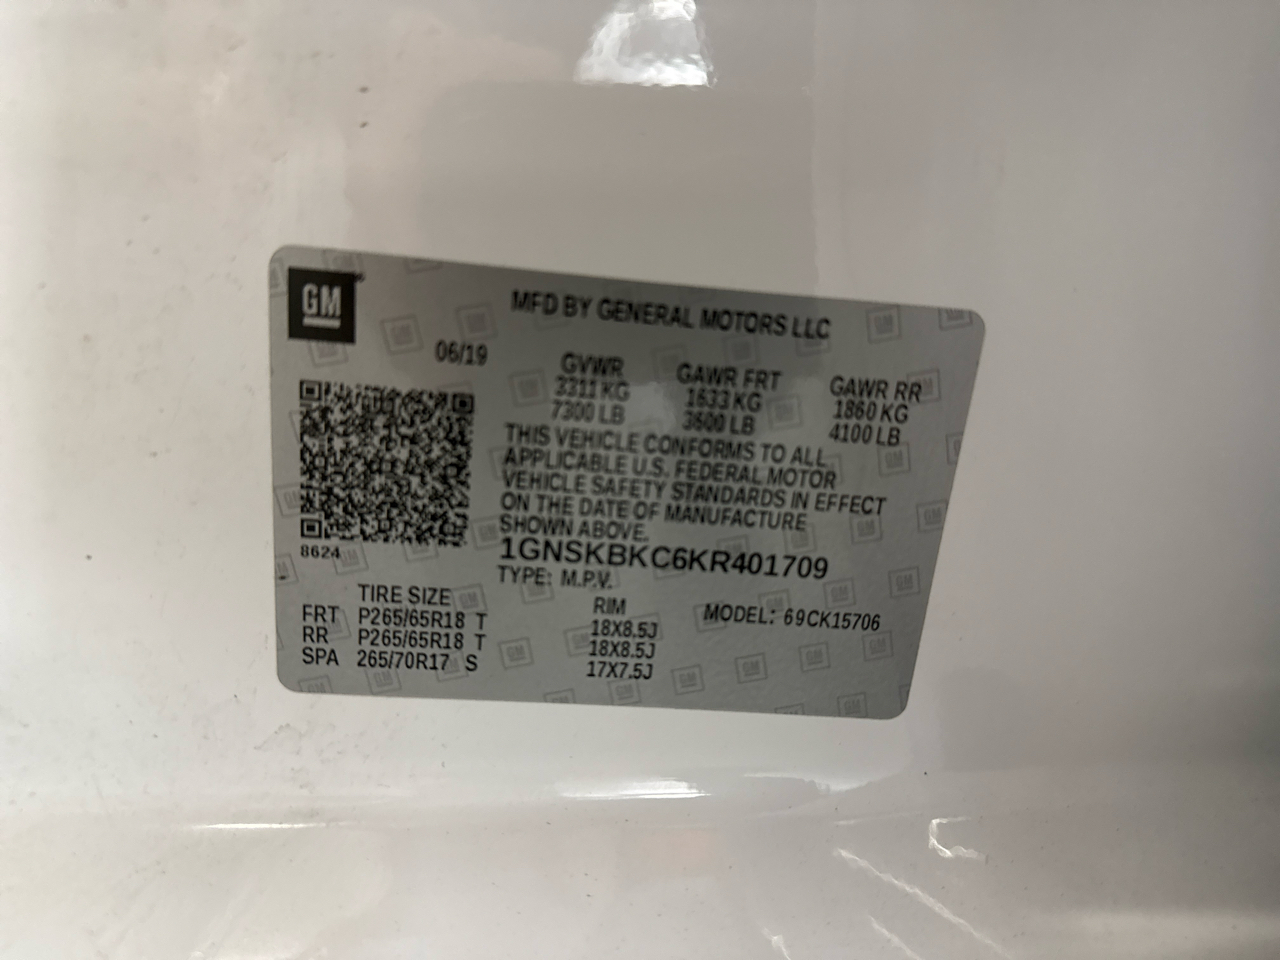 GM
MFD BY GENERAL MOTORS LLC
06/19
GVWR GAWR FRT GAWR RR
3311 KG 1633 KG 1860 KG
7300 LB 3600 LB 4100 LB
THIS VEHICLE CONFORMS TO ALL
APPLICABLE U.S. FEDERAL MOTOR
VEHICLE SAFETY STANDARDS IN EFFECT
ON THE DATE OF MANUFACTURE
SHOWN ABOVE.
8624
1GNSKBKC6KR401709
TYPE: M.P.V.
TIRE SIZE RIM MODEL: 69CK15706
FRT P265/65R18 T 18X8.5J
RR P265/65R18 T 18X8.5J
SPA 265/70R17 S 17X7.5J